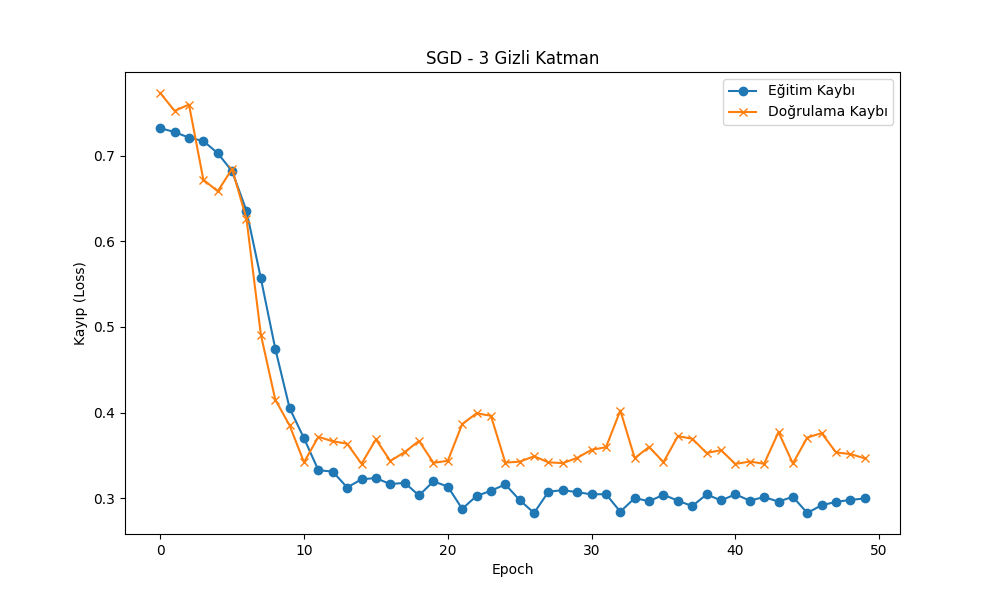 SGD - 3 Gizli Katman
Eğitim Kaybı
Doğrulama Kaybı
Kayıp (Loss)
0.7
0.6
0.5
0.4
0.3
0 10 20 30 40 50
Epoch